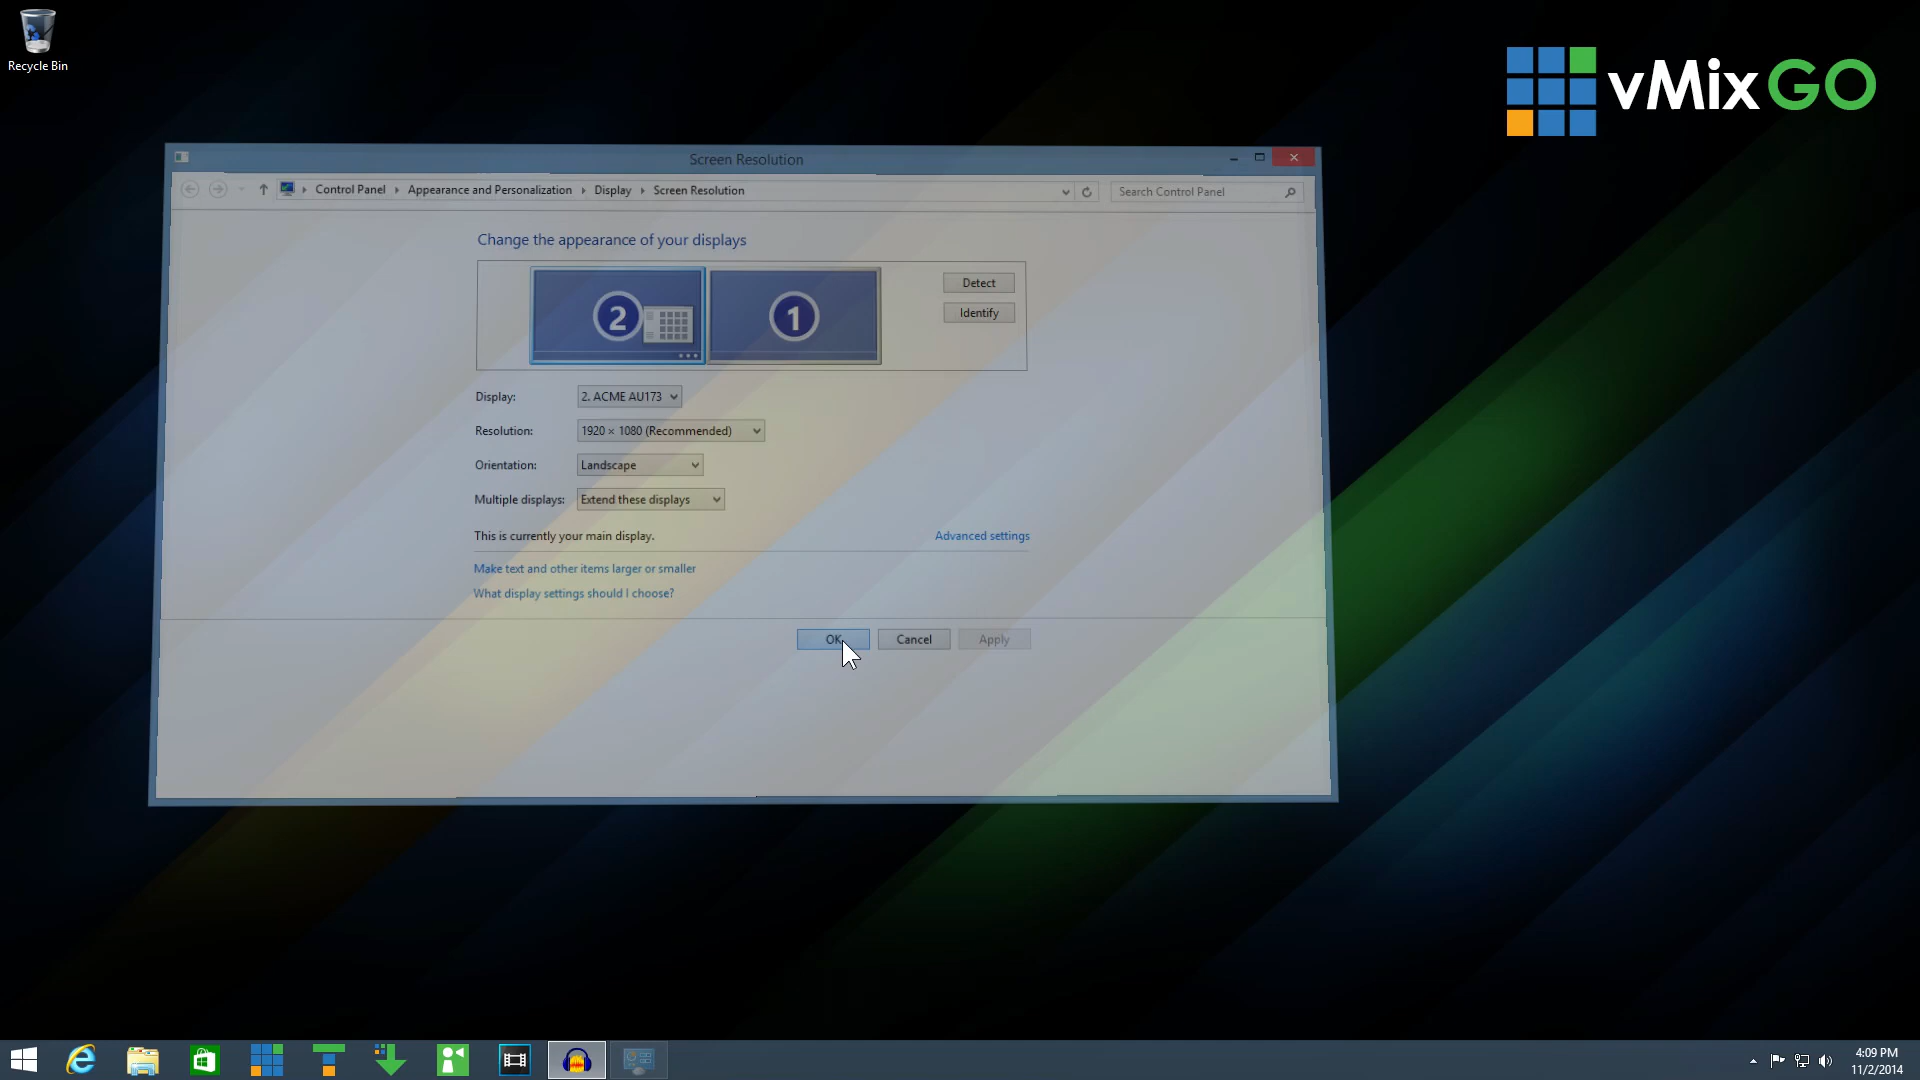 Recycle Bin
vMix GO
Screen Resolution
Control Panel
Appearance and Personalization
Display
Screen Resolution
Search Control Panel
Change the appearance of your displays
2
1
Detect
Identify
Display:
2. ACME AU173
Resolution:
1920 × 1080 (Recommended)
Orientation:
Landscape
Multiple displays:
Extend these displays
This is currently your main display.
Advanced settings
Make text and other items larger or smaller
What display settings should I choose?
OK
Cancel
Apply
4:09 PM
11/2/2014